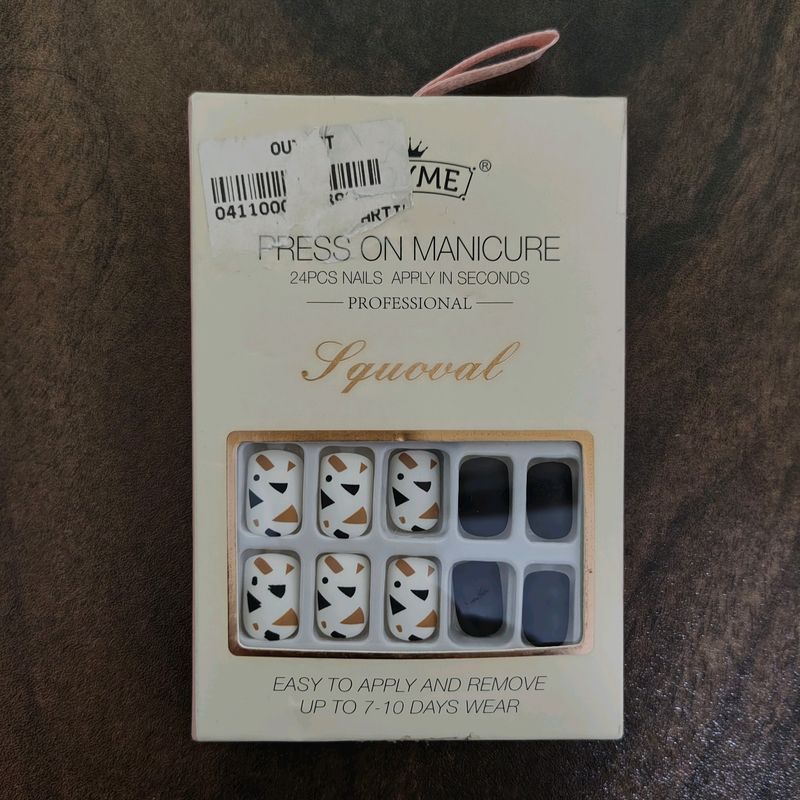 YME®
PRESS ON MANICURE
24PCS NAILS APPLY IN SECONDS
PROFESSIONAL
Squoval
EASY TO APPLY AND REMOVE
UP TO 7-10 DAYS WEAR